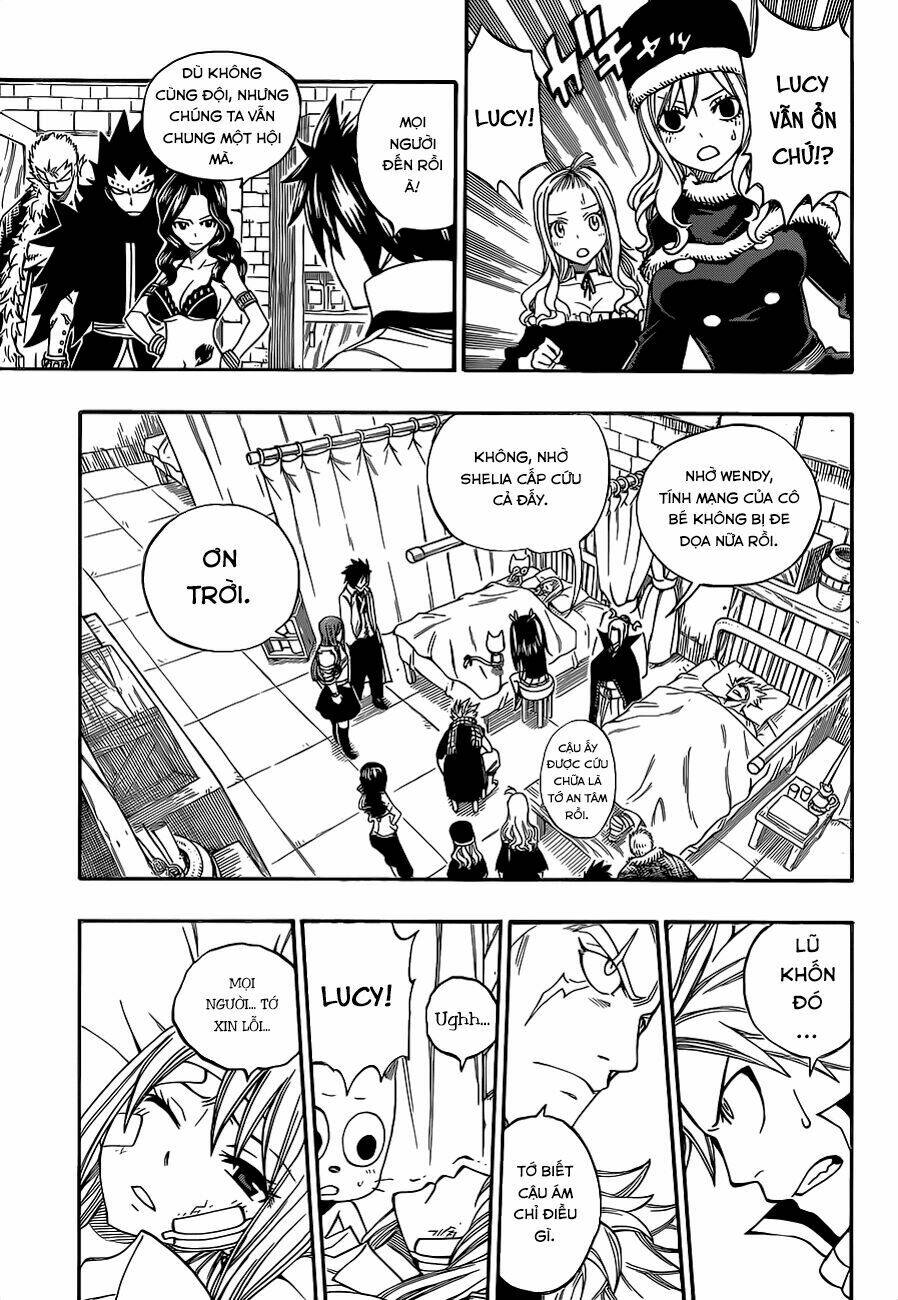 LUCY
VẪN ỔN
CHỨ!?
LUCY!
ガチャ
MỌI
NGƯỜI
ĐẾN RỒI
À!
DÙ KHÔNG
CÙNG ĐỘI, NHƯNG
CHÚNG TA VẪN
CHUNG MỘT HỘI
MÀ.
NHỜ WENDY,
TÍNH MẠNG CỦA CÔ
BÉ KHÔNG BỊ ĐE
DỌA NỮA RỒI.
KHÔNG, NHỜ
SHELIA CẤP CỨU
CẢ ĐẤY.
ƠN
TRỜI.
CẬU ẤY
ĐƯỢC CỨU
CHỮA LÀ
TỚ AN TÂM
RỒI.
LŨ
KHỐN
ĐÓ
...
TỚ BIẾT
CẬU ÁM
CHỈ ĐIỀU
GÌ.
Ughh...
LUCY!
MỌI
NGƯỜI... TỚ
XIN LỖI...